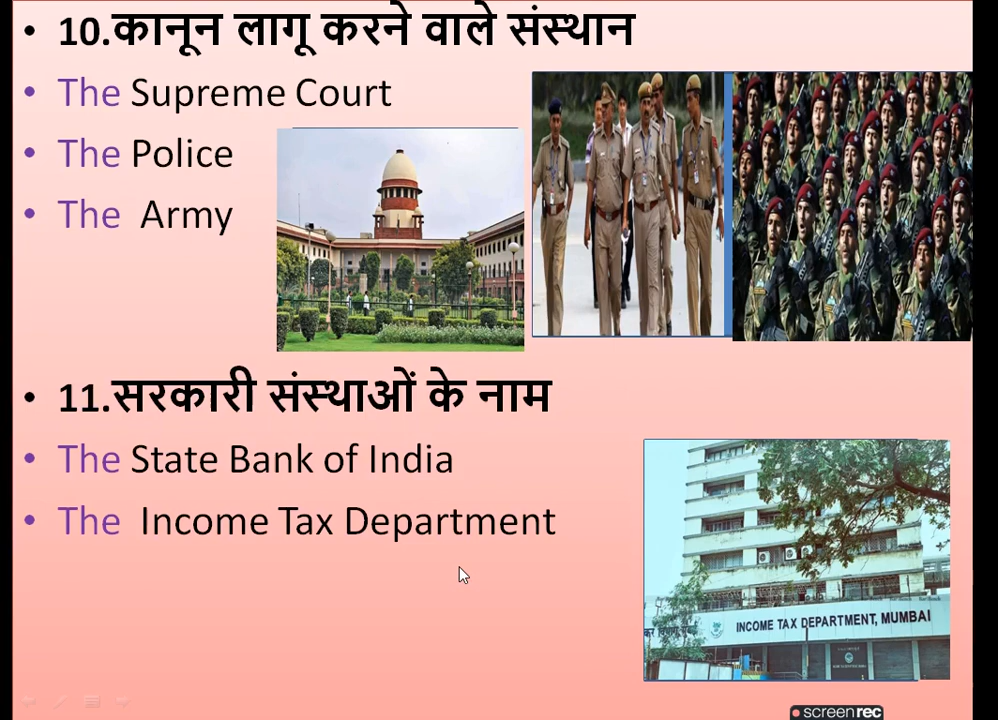 10.कानून लागू करने वाले संस्थान
The Supreme Court
The Police
The Army
11.सरकारी संस्थाओं के नाम
The State Bank of India
The Income Tax Department
INCOME TAX DEPARTMENT, MUMBAI
screenrec